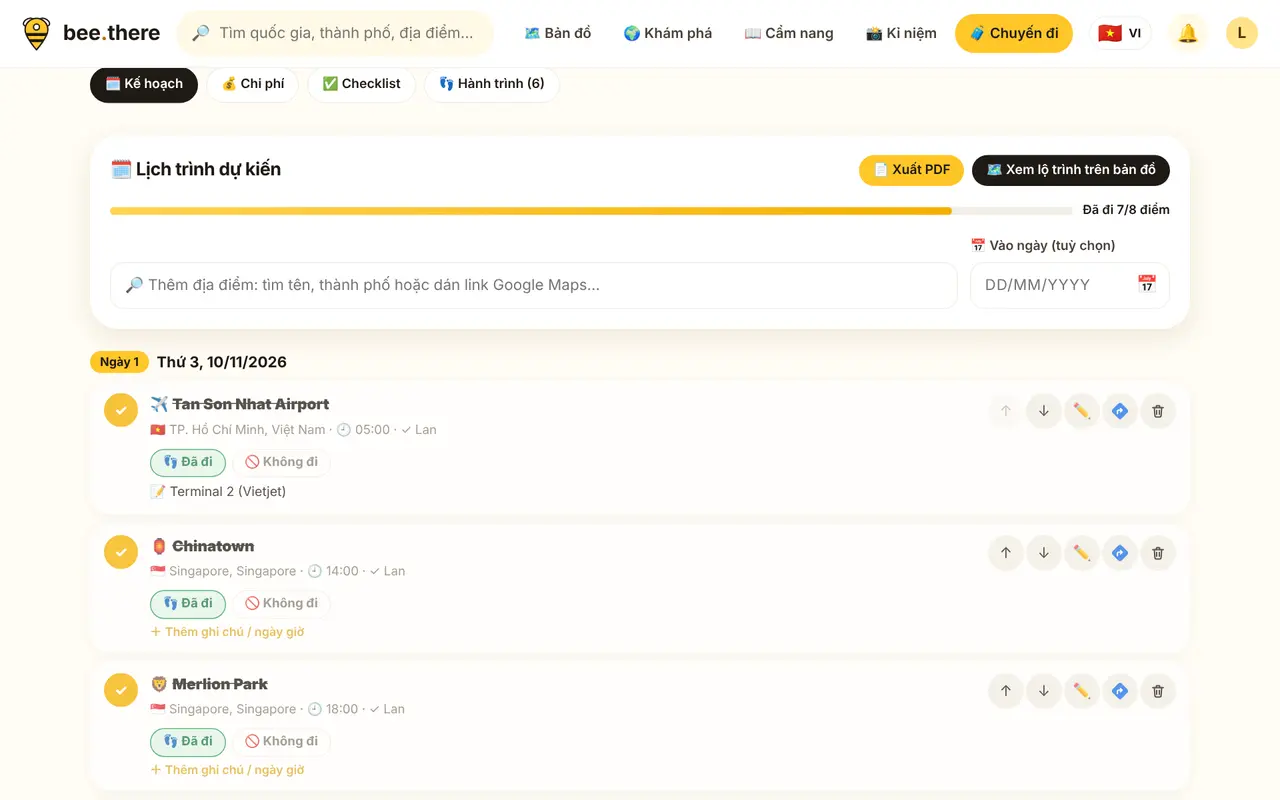 bee.there
Tìm quốc gia, thành phố, địa điểm...
Bản đồ
Khám phá
Cẩm nang
Kỉ niệm
Chuyến đi
VI
L
Kế hoạch
Chi phí
Checklist
Hành trình (6)
Lịch trình dự kiến
Xuất PDF
Xem lộ trình trên bản đồ
Đã đi 7/8 điểm
Vào ngày (tuỳ chọn)
Thêm địa điểm: tìm tên, thành phố hoặc dán link Google Maps...
DD/MM/YYYY
Ngày 1 Thứ 3, 10/11/2026
Tan Son Nhat Airport
TP. Hồ Chí Minh, Việt Nam · 05:00 · ✓ Lan
Đã đi
Không đi
Terminal 2 (Vietjet)
Chinatown
Singapore, Singapore · 14:00 · ✓ Lan
Đã đi
Không đi
+ Thêm ghi chú / ngày giờ
Merlion Park
Singapore, Singapore · 18:00 · ✓ Lan
Đã đi
Không đi
+ Thêm ghi chú / ngày giờ